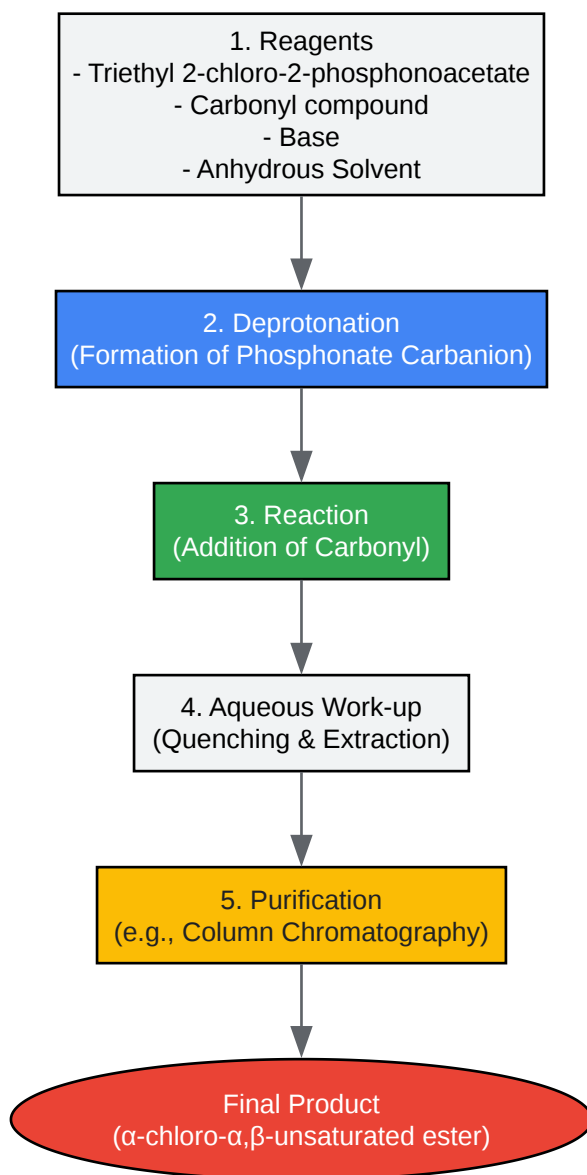 1. Reagents
- Triethyl 2-chloro-2-phosphonoacetate
- Carbonyl compound
- Base
- Anhydrous Solvent
2. Deprotonation
(Formation of Phosphonate Carbanion)
3. Reaction
(Addition of Carbonyl)
4. Aqueous Work-up
(Quenching & Extraction)
5. Purification
(e.g., Column Chromatography)
Final Product
(α-chloro-α,β-unsaturated ester)